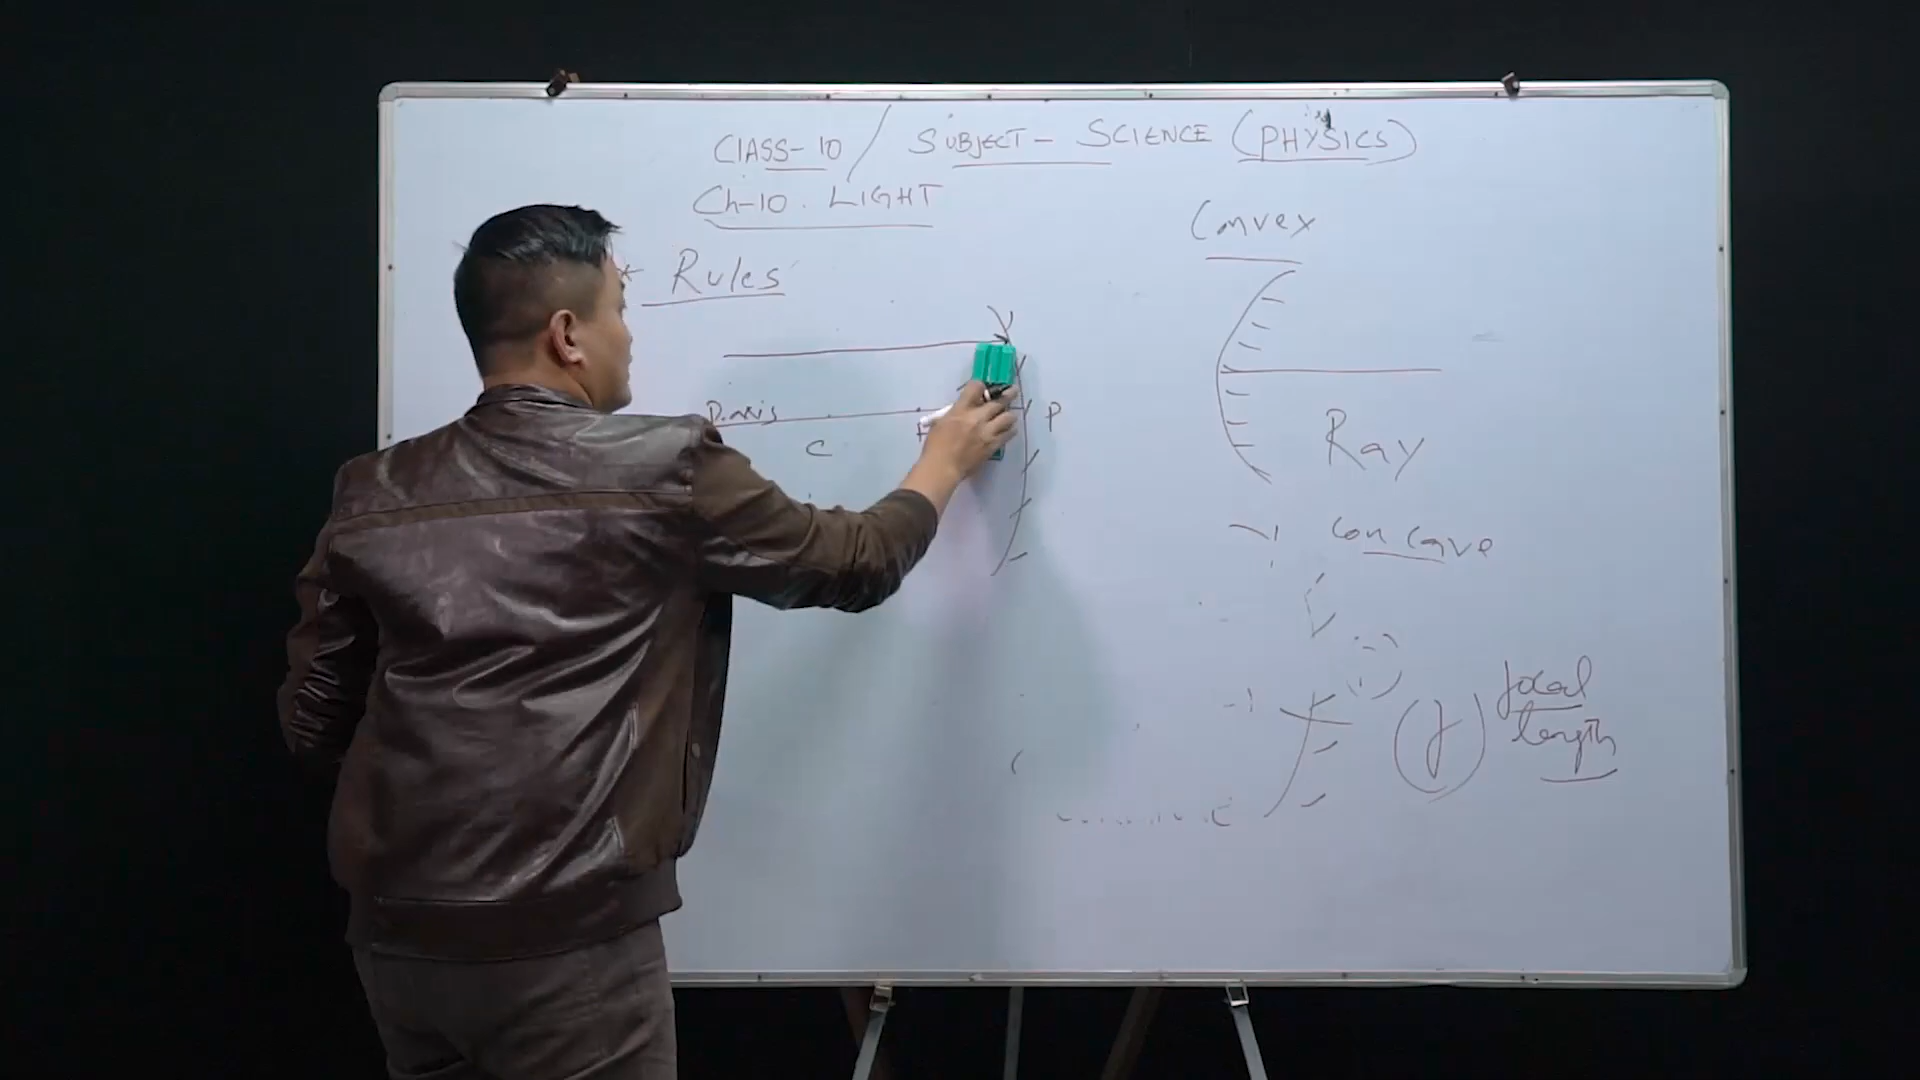 CLASS-10 / SUBJECT- SCIENCE (PHYSICS)
Ch-10. LIGHT
* Rules
Convex
P.axis
C
F
P
Ray
concave
(f) focal
length